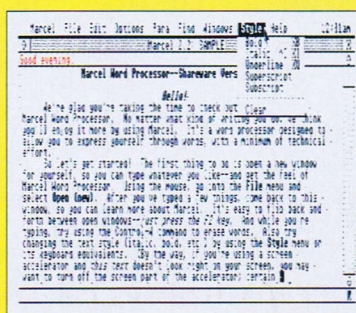 Marcel File Edit Options Para Find Windows Style Help 12:31am
Marcel 2.2: SAMPLE
Good evening.
Bold
Italic
Underline
Superscript
Subscript
Clear
Marcel Word Processor--Shareware Vers
Hello!
We're glad you're taking the time to check out
Marcel Word Processor. No matter what kind of writing you do, we think
you'll enjoy it more by using Marcel. It's a word processor designed to
allow you to express yourself through words, with a minimum of technical
effort.
So let's get started! The first thing to do is open a new window
for yourself, so you can type whatever you like--and get the feel of
Marcel Word Processor. Using the mouse, go into the File menu and
select Open (new). After you've typed a few things, come back to this
window, so you can learn more about Marcel. It's easy to flip back and
forth between open windows--just press the F2 key. And while you're
typing, try using the Control-W command to erase words. Also try
changing the text style (italic, bold, etc.) by using the Style menu or
its keyboard equivalents. (By the way, if you're using a screen
accelerator and this text doesn't look right on your screen, you may
want to turn off the screen part of the accelerator; certain